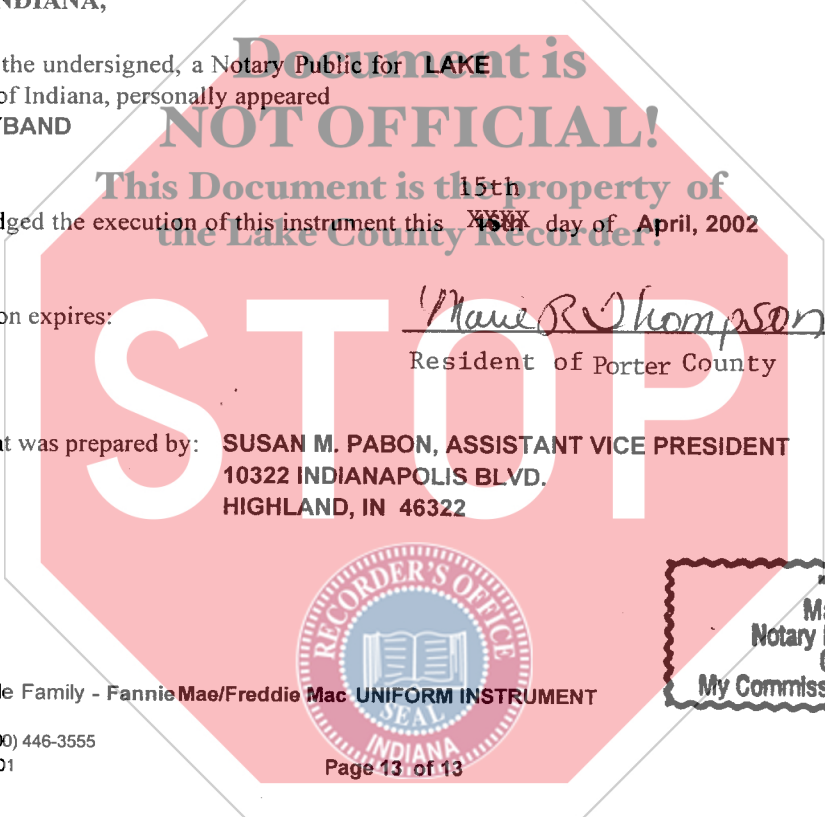 NDIANA,
the undersigned, a Notary Public for LAKE
Document is
of Indiana, personally appeared
YBAND
NOT OFFICIAL!
This Document is the property of
15th
dged the execution of this instrument this XXXX day of April, 2002
the Lake County Recorder!
on expires:
Marie R Thompson
Resident of Porter County
STOP
nt was prepared by: SUSAN M. PABON, ASSISTANT VICE PRESIDENT
10322 INDIANAPOLIS BLVD.
HIGHLAND, IN 46322
RECORDER'S OFFICE
SEAL
INDIANA
Ma
Notary
My Commiss
le Family - Fannie Mae/Freddie Mac UNIFORM INSTRUMENT
0) 446-3555
01
Page 13 of 13